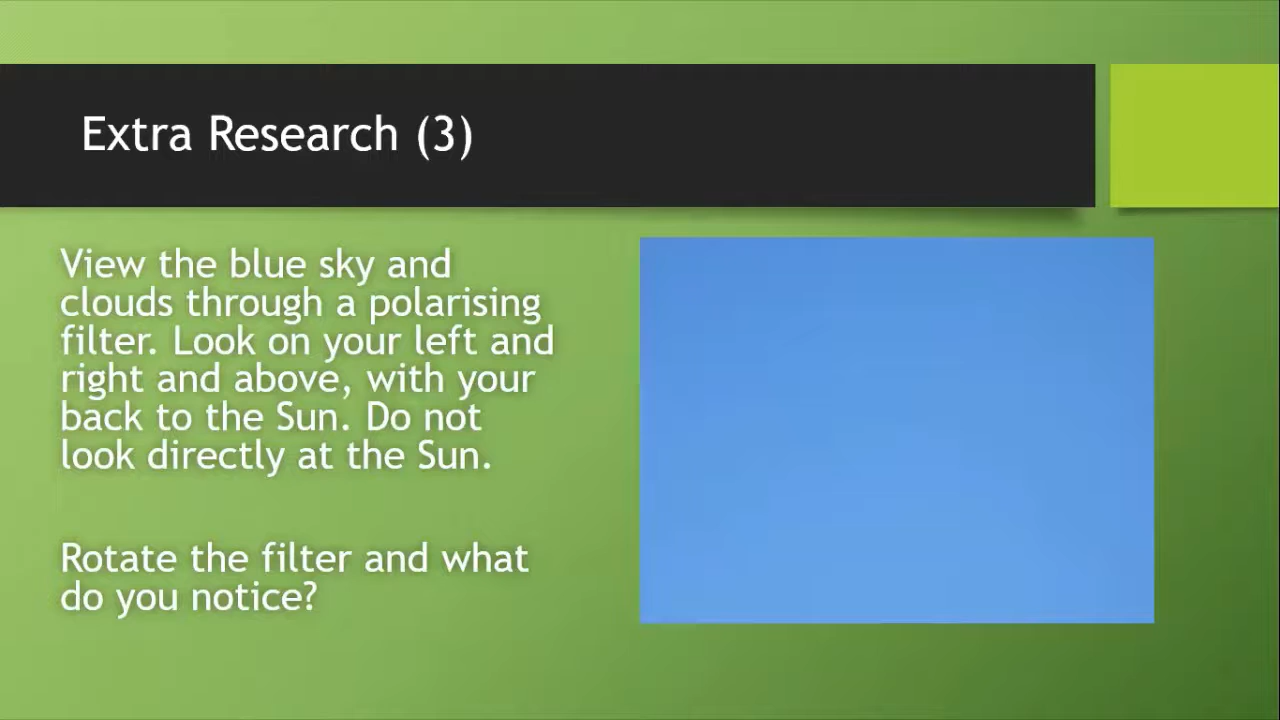 Extra Research (3)
View the blue sky and
clouds through a polarising
filter. Look on your left and
right and above, with your
back to the Sun. Do not
look directly at the Sun.
Rotate the filter and what
do you notice?